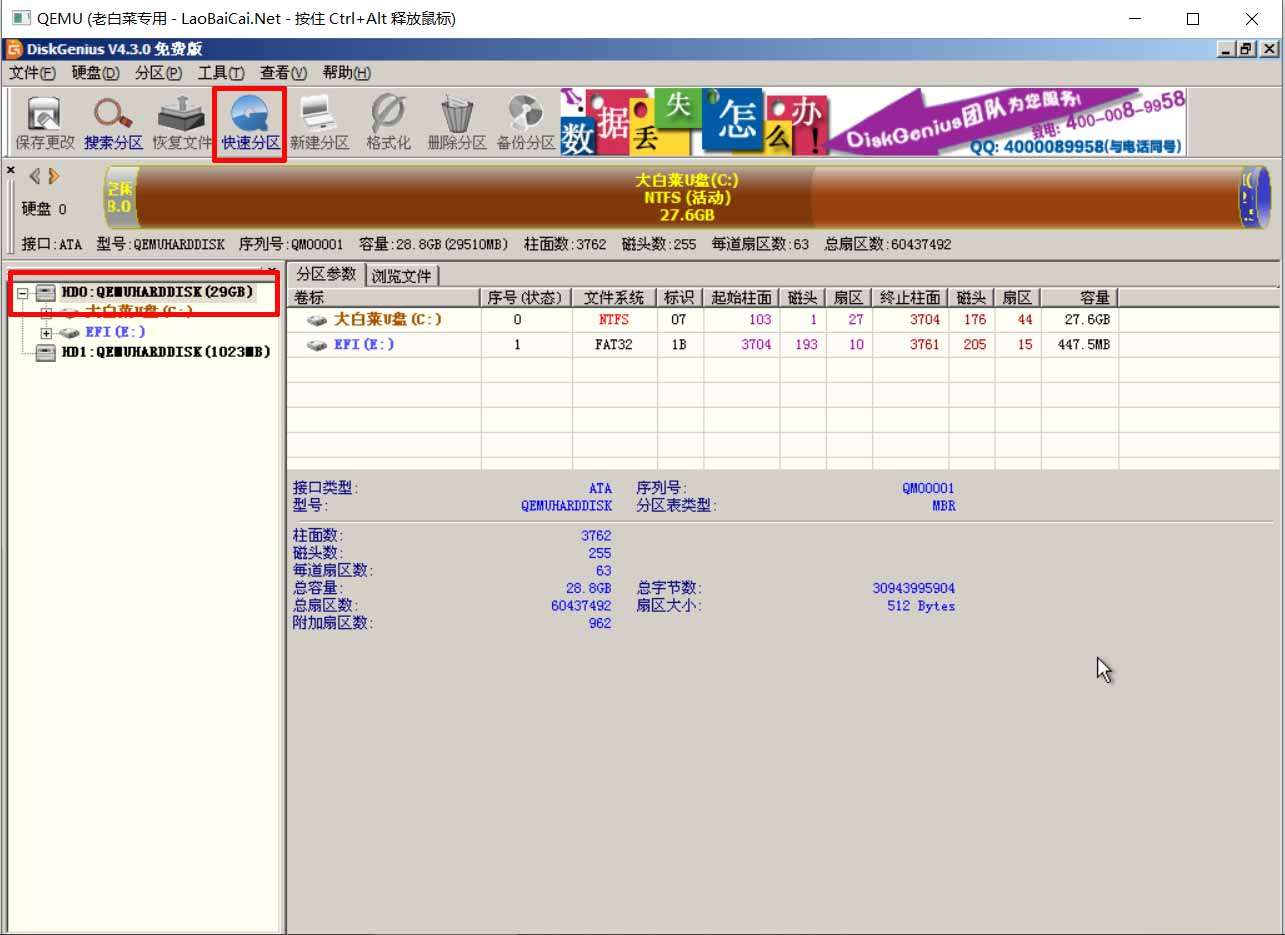 QEMU (老白菜专用 - LaoBaiCai.Net - 按住 Ctrl+Alt 释放鼠标)
DiskGenius V4.3.0 免费版
文件(F) 硬盘(D) 分区(P) 工具(T) 查看(V) 帮助(H)
保存更改 搜索分区 恢复文件 快速分区 新建分区 格式化 删除分区 备份分区
数据丢失怎么办!
DiskGenius团队为您服务!
致电: 400-008-9958
QQ: 4000089958(与电话同号)
硬盘 0
大白菜U盘(C:)
NTFS (活动)
27.6GB
接口:ATA 型号:QEMUHARDDISK 序列号:QM00001 容量:28.8GB(29510MB) 柱面数:3762 磁头数:255 每道扇区数:63 总扇区数:60437492
HD0:QEMUHARDDISK(29GB)
大白菜U盘(C:)
EFI(E:)
HD1:QEMUHARDDISK(1023MB)
分区参数 浏览文件
卷标 序号(状态) 文件系统 标识 起始柱面 磁头 扇区 终止柱面 磁头 扇区 容量
大白菜U盘(C:) 0 NTFS 07 103 1 27 3704 176 44 27.6GB
EFI(E:) 1 FAT32 1B 3704 193 10 3761 205 15 447.5MB
接口类型: ATA 序列号: QM00001
型号: QEMUHARDDISK 分区表类型: MBR
柱面数: 3762
磁头数: 255
每道扇区数: 63
总容量: 28.8GB 总字节数: 30943995904
总扇区数: 60437492 扇区大小: 512 Bytes
附加扇区数: 962